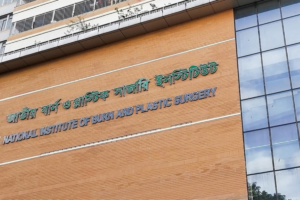 জাতীয় বার্ন ও প্লাস্টিক সার্জারি ইনস্টিটিউট
NATIONAL INSTITUTE OF BURN AND PLASTIC SURGERY